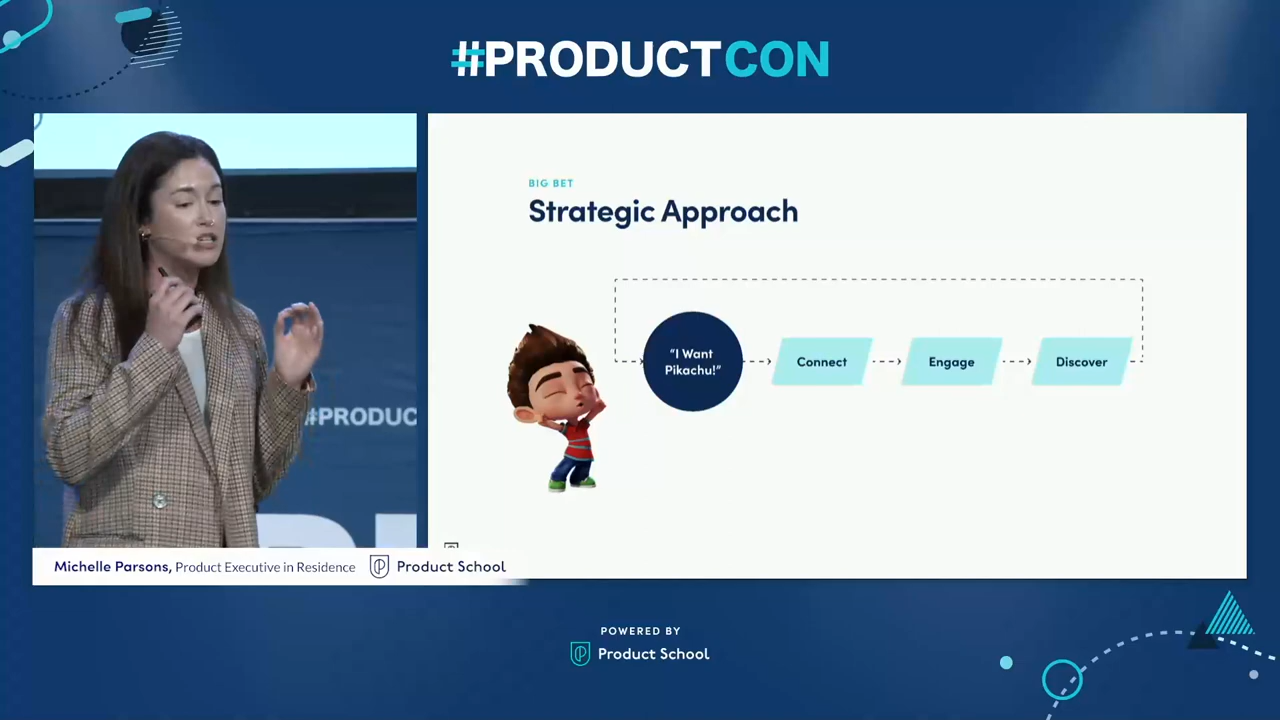 #PRODUCTCON
BIG BET
Strategic Approach
“I Want
Pikachu!”
Connect
Engage
Discover
#PRODUC
Michelle Parsons, Product Executive in Residence
Product School
POWERED BY
Product School